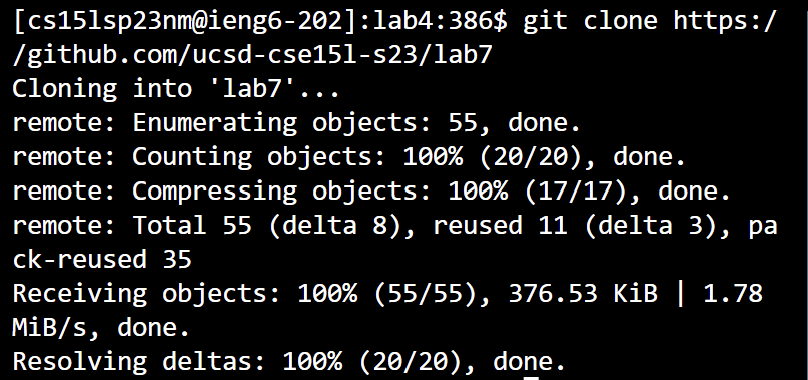 [cs15lsp23nm@ieng6-202]:lab4:386$ git clone https:/
/github.com/ucsd-cse15l-s23/lab7
Cloning into 'lab7'...
remote: Enumerating objects: 55, done.
remote: Counting objects: 100% (20/20), done.
remote: Compressing objects: 100% (17/17), done.
remote: Total 55 (delta 8), reused 11 (delta 3), pa
ck-reused 35
Receiving objects: 100% (55/55), 376.53 KiB | 1.78
MiB/s, done.
Resolving deltas: 100% (20/20), done.